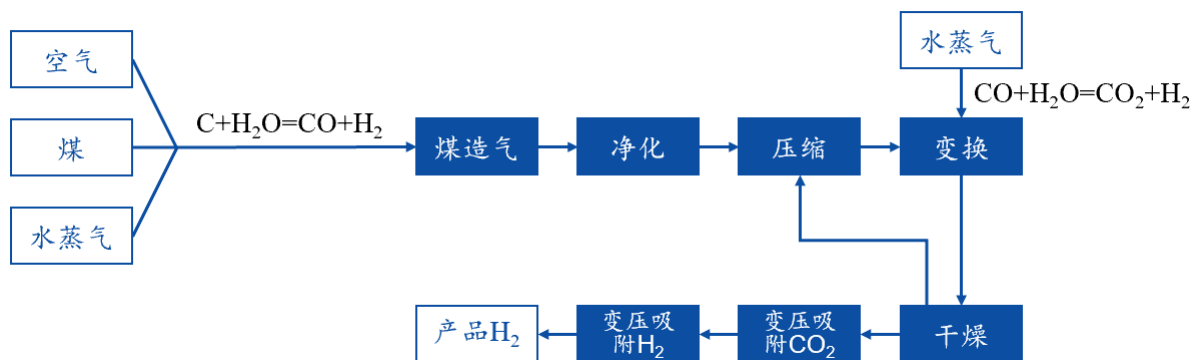 空气
煤
水蒸气
C+H₂O=CO+H₂
煤造气
净化
压缩
变换
水蒸气
CO+H₂O=CO₂+H₂
干燥
变压吸
附CO₂
变压吸
附H₂
产品H₂